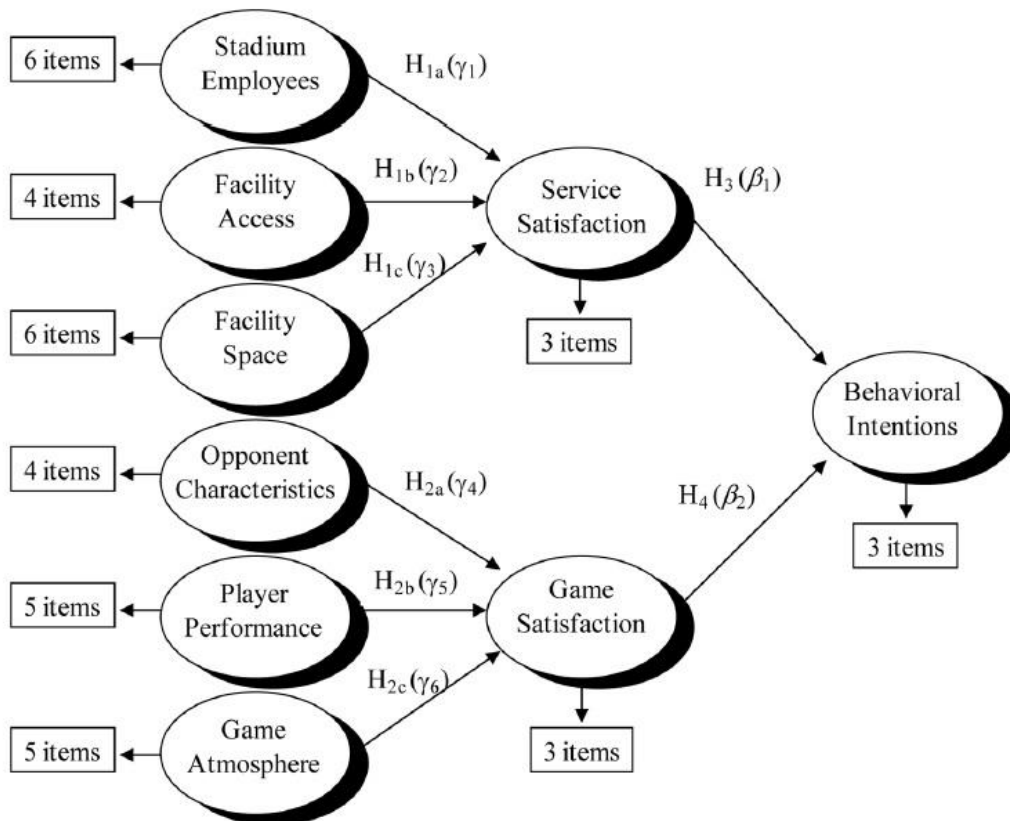 6 items
Stadium
Employees
H1a(γ1)
4 items
Facility
Access
H1b(γ2)
6 items
Facility
Space
H1c(γ3)
Service
Satisfaction
3 items
H3(β1)
4 items
Opponent
Characteristics
H2a(γ4)
5 items
Player
Performance
H2b(γ5)
5 items
Game
Atmosphere
H2c(γ6)
Game
Satisfaction
3 items
H4(β2)
Behavioral
Intentions
3 items